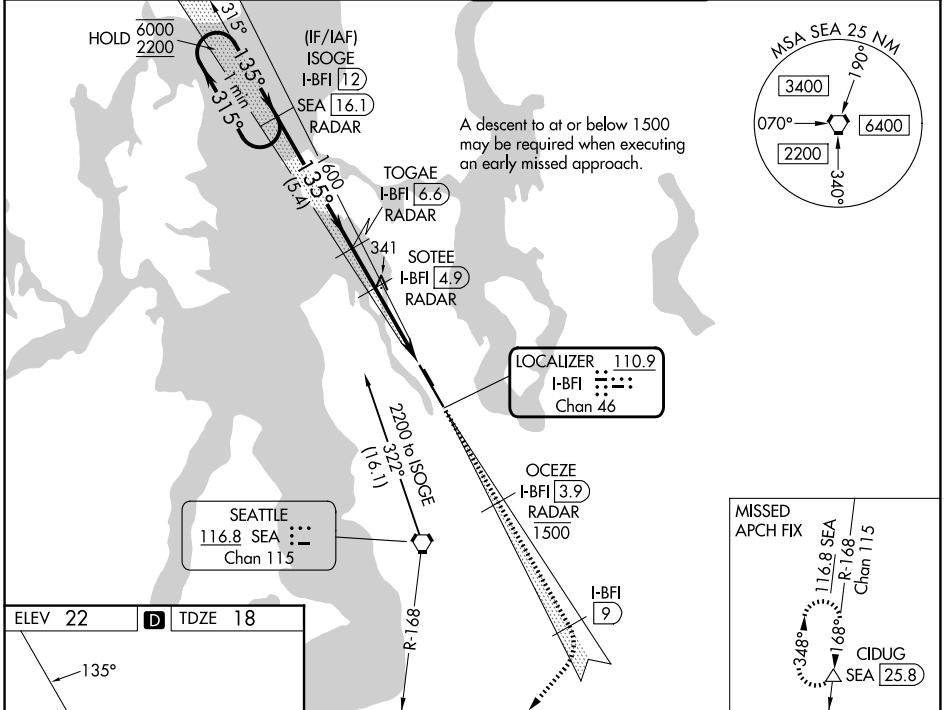 HOLD 6000
2200
315°
135°
1 min
315°
(IF/IAF)
ISOGE
I-BFI 12
SEA 16.1
RADAR
MSA SEA 25 NM
190°
3400
070°
6400
2200
340°
A descent to at or below 1500
may be required when executing
an early missed approach.
1600
135°
(5.4)
TOGAE
I-BFI 6.6
RADAR
341
SOTEE
I-BFI 4.9
RADAR
LOCALIZER 110.9
I-BFI
Chan 46
2200 to ISOGE
322°
(16.1)
OCEZE
I-BFI 3.9
RADAR
1500
SEATTLE
116.8 SEA
Chan 115
R-168
I-BFI
9
MISSED
APCH FIX
116.8 SEA
R-168
Chan 115
348°
168°
CIDUG
SEA 25.8
ELEV 22
D
TDZE 18
135°